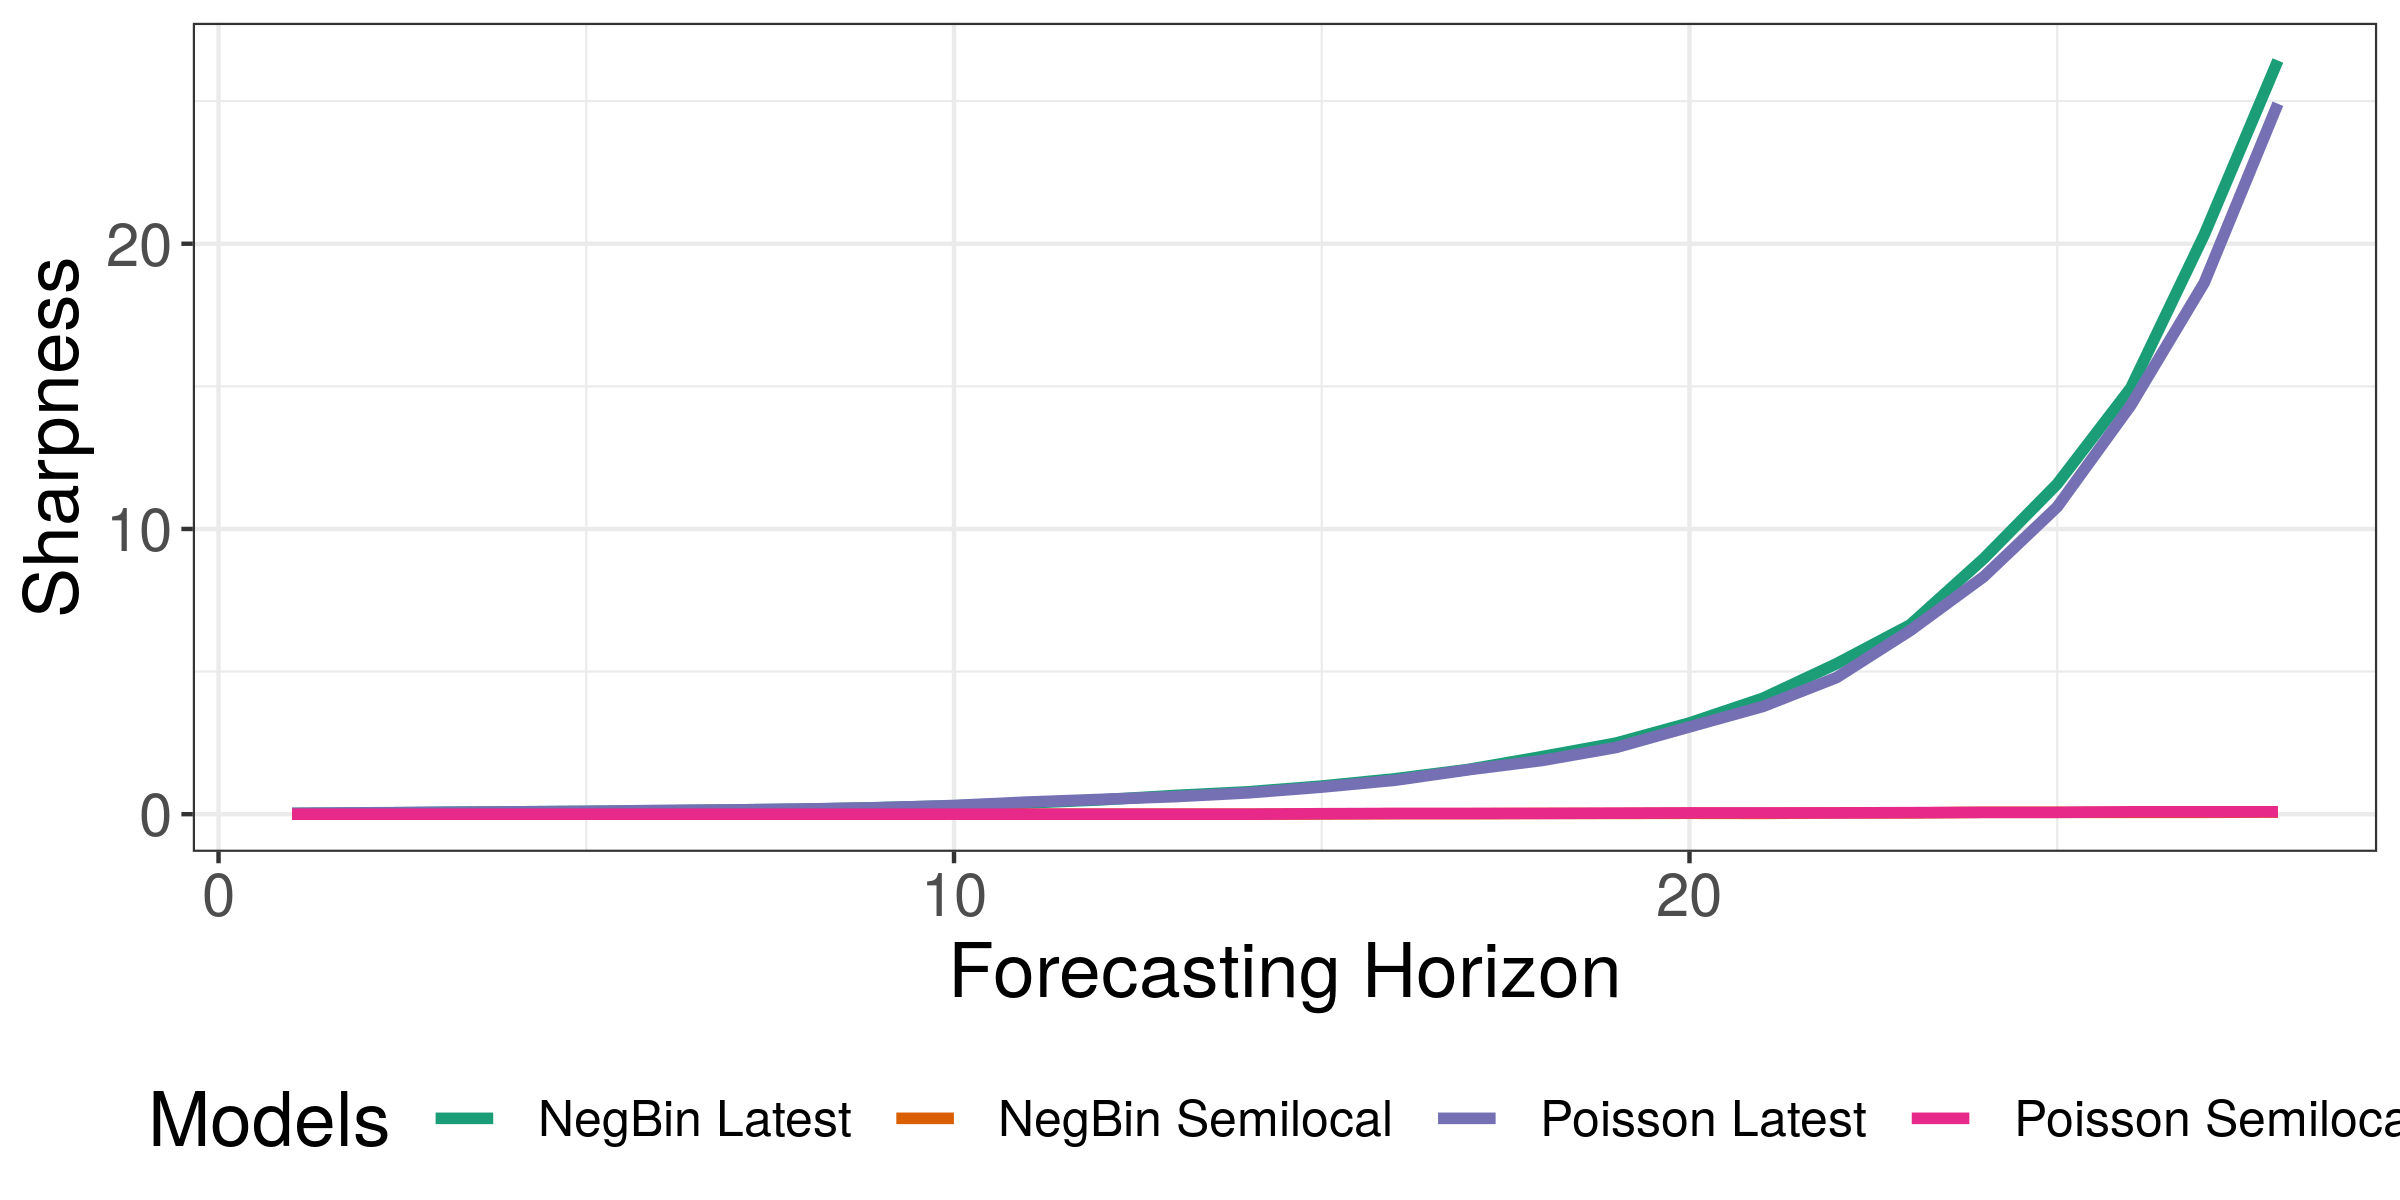 Sharpness
20
10
0
0 10 20
Forecasting Horizon
Models NegBin Latest NegBin Semilocal Poisson Latest Poisson Semiloca